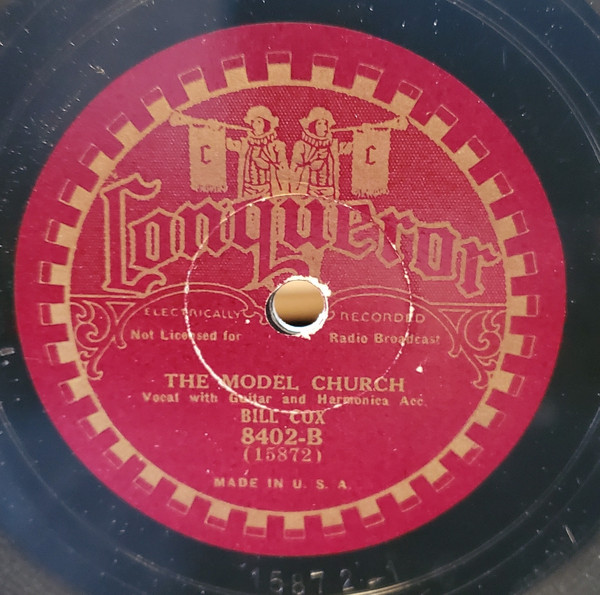 C C
Conqueror
ELECTRICALLY RECORDED
Not Licensed for Radio Broadcast
THE MODEL CHURCH
Vocal with Guitar and Harmonica Acc.
BILL COX
8402-B
(15872)
MADE IN U. S. A.
15872-1